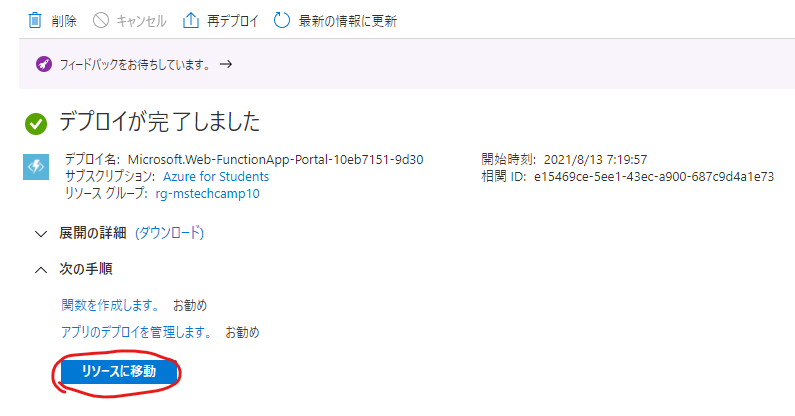 削除 キャンセル 再デプロイ 最新の情報に更新
フィードバックをお待ちしています。 →
デプロイが完了しました
デプロイ名: Microsoft.Web-FunctionApp-Portal-10eb7151-9d30 開始時刻: 2021/8/13 7:19:57
サブスクリプション: Azure for Students 相関 ID: e15469ce-5ee1-43ec-a900-687c9d4a1e73
リソース グループ: rg-mstechcamp10
展開の詳細 (ダウンロード)
次の手順
関数を作成します。 お勧め
アプリのデプロイを管理します。 お勧め
リソースに移動